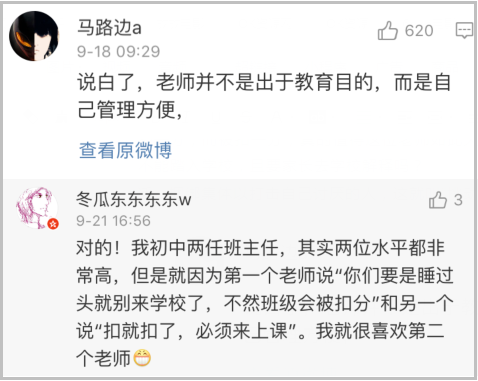 马路边a
620
9-18 09:29
说白了，老师并不是出于教育目的，而是自
己管理方便，
查看原微博
冬瓜东东东东w
3
9-21 16:56
对的！我初中两任班主任，其实两位水平都非
常高，但是就因为第一个老师说“你们要是睡过
头就别来学校了，不然班级会被扣分”和另一个
说“扣就扣了，必须来上课”。我就很喜欢第二
个老师😷